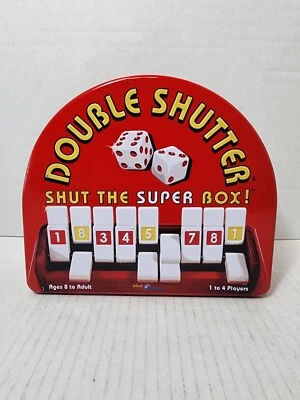 DOUBLE SHUTTER
SHUT THE SUPER BOX!
1 8 3 4 5 7 8 1
Ages 8 to Adult
1 to 4 Players